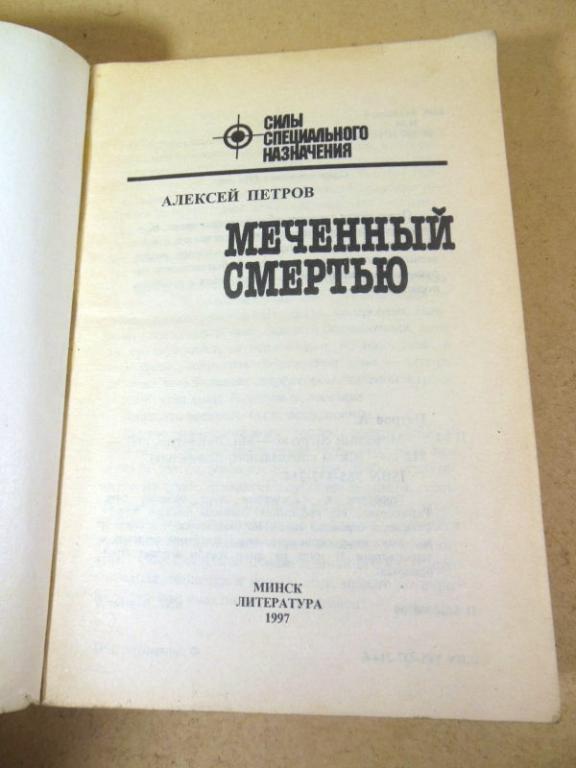 СИЛЫ
СПЕЦИАЛЬНОГО
НАЗНАЧЕНИЯ
АЛЕКСЕЙ ПЕТРОВ
МЕЧЕННЫЙ
СМЕРТЬЮ
МИНСК
ЛИТЕРАТУРА
1997